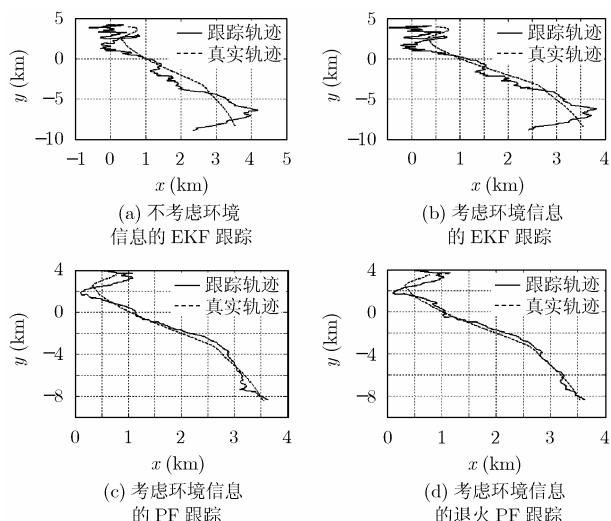 5
0
−5
−10
y (km)
跟踪轨迹
真实轨迹
−1 0 1 2 3 4 5
x (km)
(a) 不考虑环境
信息的 EKF 跟踪
5
0
−5
−10
y (km)
跟踪轨迹
真实轨迹
0 1 2 3 4
x (km)
(b) 考虑环境信息
的 EKF 跟踪
4
0
−4
−8
y (km)
跟踪轨迹
真实轨迹
0 1 2 3 4
x (km)
(c) 考虑环境信息
的 PF 跟踪
4
0
−4
−8
y (km)
跟踪轨迹
真实轨迹
0 1 2 3 4
x (km)
(d) 考虑环境信息
的退火 PF 跟踪